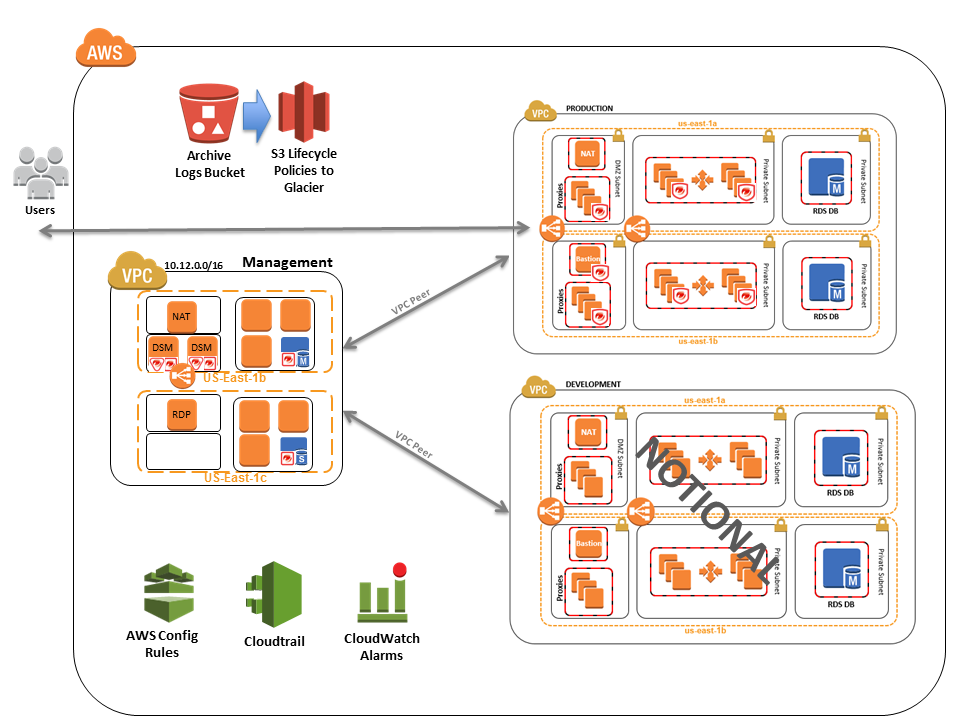 AWS
Archive
Logs Bucket
S3 Lifecycle
Policies to
Glacier
Users
VPC
10.12.0.0/16
Management
NAT
DSM
DSM
M
US-East-1b
RDP
S
US-East-1c
VPC Peer
VPC Peer
AWS Config
Rules
Cloudtrail
CloudWatch
Alarms
VPC
PRODUCTION
us-east-1a
NAT
Proxies
DMZ Subnet
Private Subnet
M
RDS DB
Private Subnet
Bastion
Proxies
Private Subnet
M
RDS DB
Private Subnet
us-east-1b
VPC
DEVELOPMENT
us-east-1a
NAT
Proxies
DMZ Subnet
Private Subnet
M
RDS DB
Private Subnet
NOTIONAL
Bastion
Proxies
Private Subnet
M
RDS DB
Private Subnet
us-east-1b